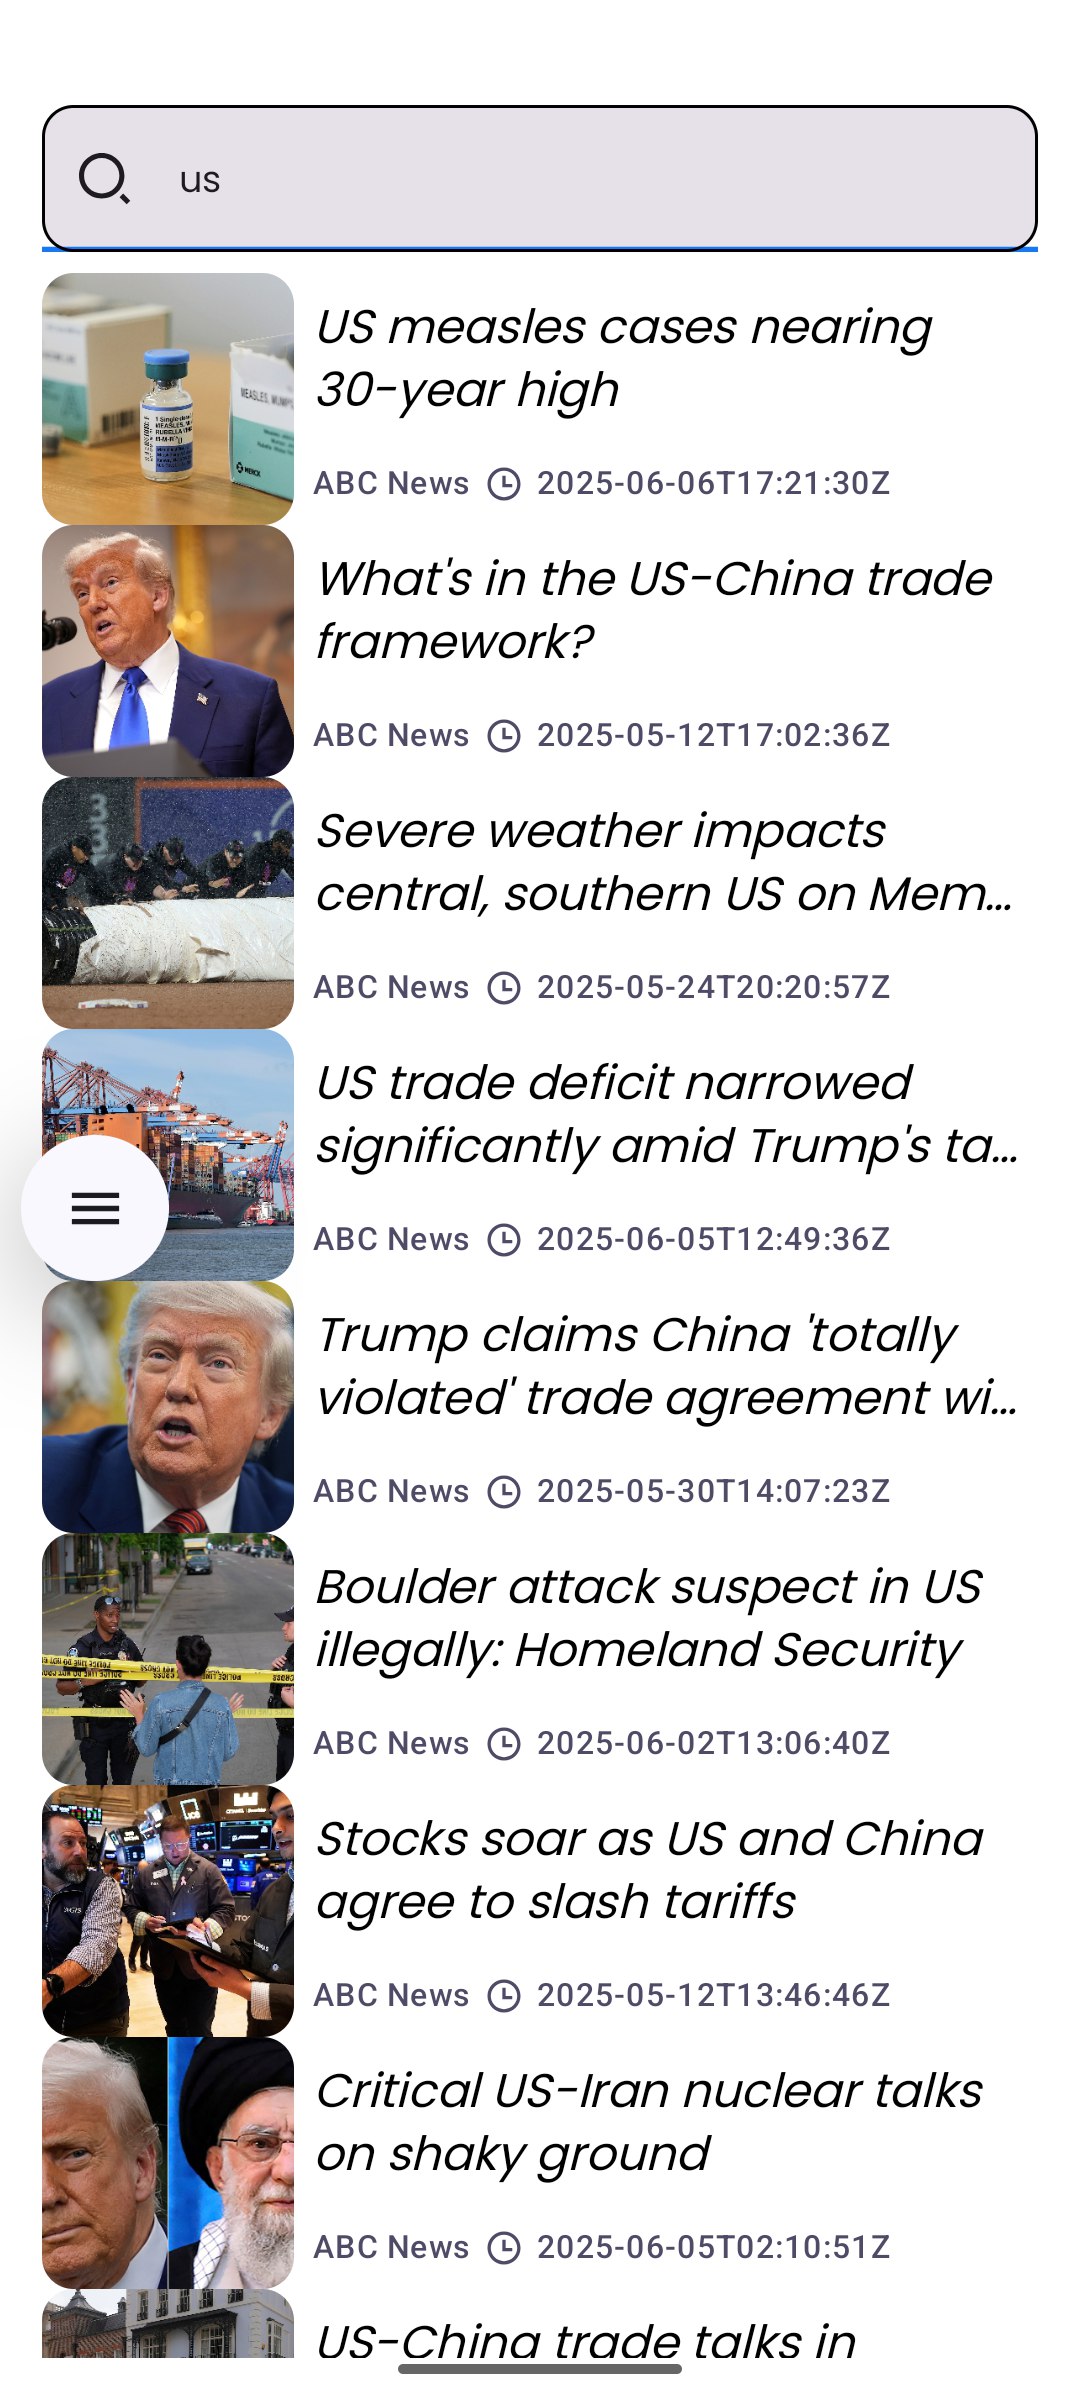 us
US measles cases nearing
30-year high
ABC News 2025-06-06T17:21:30Z
What's in the US-China trade
framework?
ABC News 2025-05-12T17:02:36Z
Severe weather impacts
central, southern US on Mem...
ABC News 2025-05-24T20:20:57Z
US trade deficit narrowed
significantly amid Trump's ta...
ABC News 2025-06-05T12:49:36Z
Trump claims China 'totally
violated' trade agreement wi...
ABC News 2025-05-30T14:07:23Z
Boulder attack suspect in US
illegally: Homeland Security
ABC News 2025-06-02T13:06:40Z
Stocks soar as US and China
agree to slash tariffs
ABC News 2025-05-12T13:46:46Z
Critical US-Iran nuclear talks
on shaky ground
ABC News 2025-06-05T02:10:51Z
US-China trade talks in